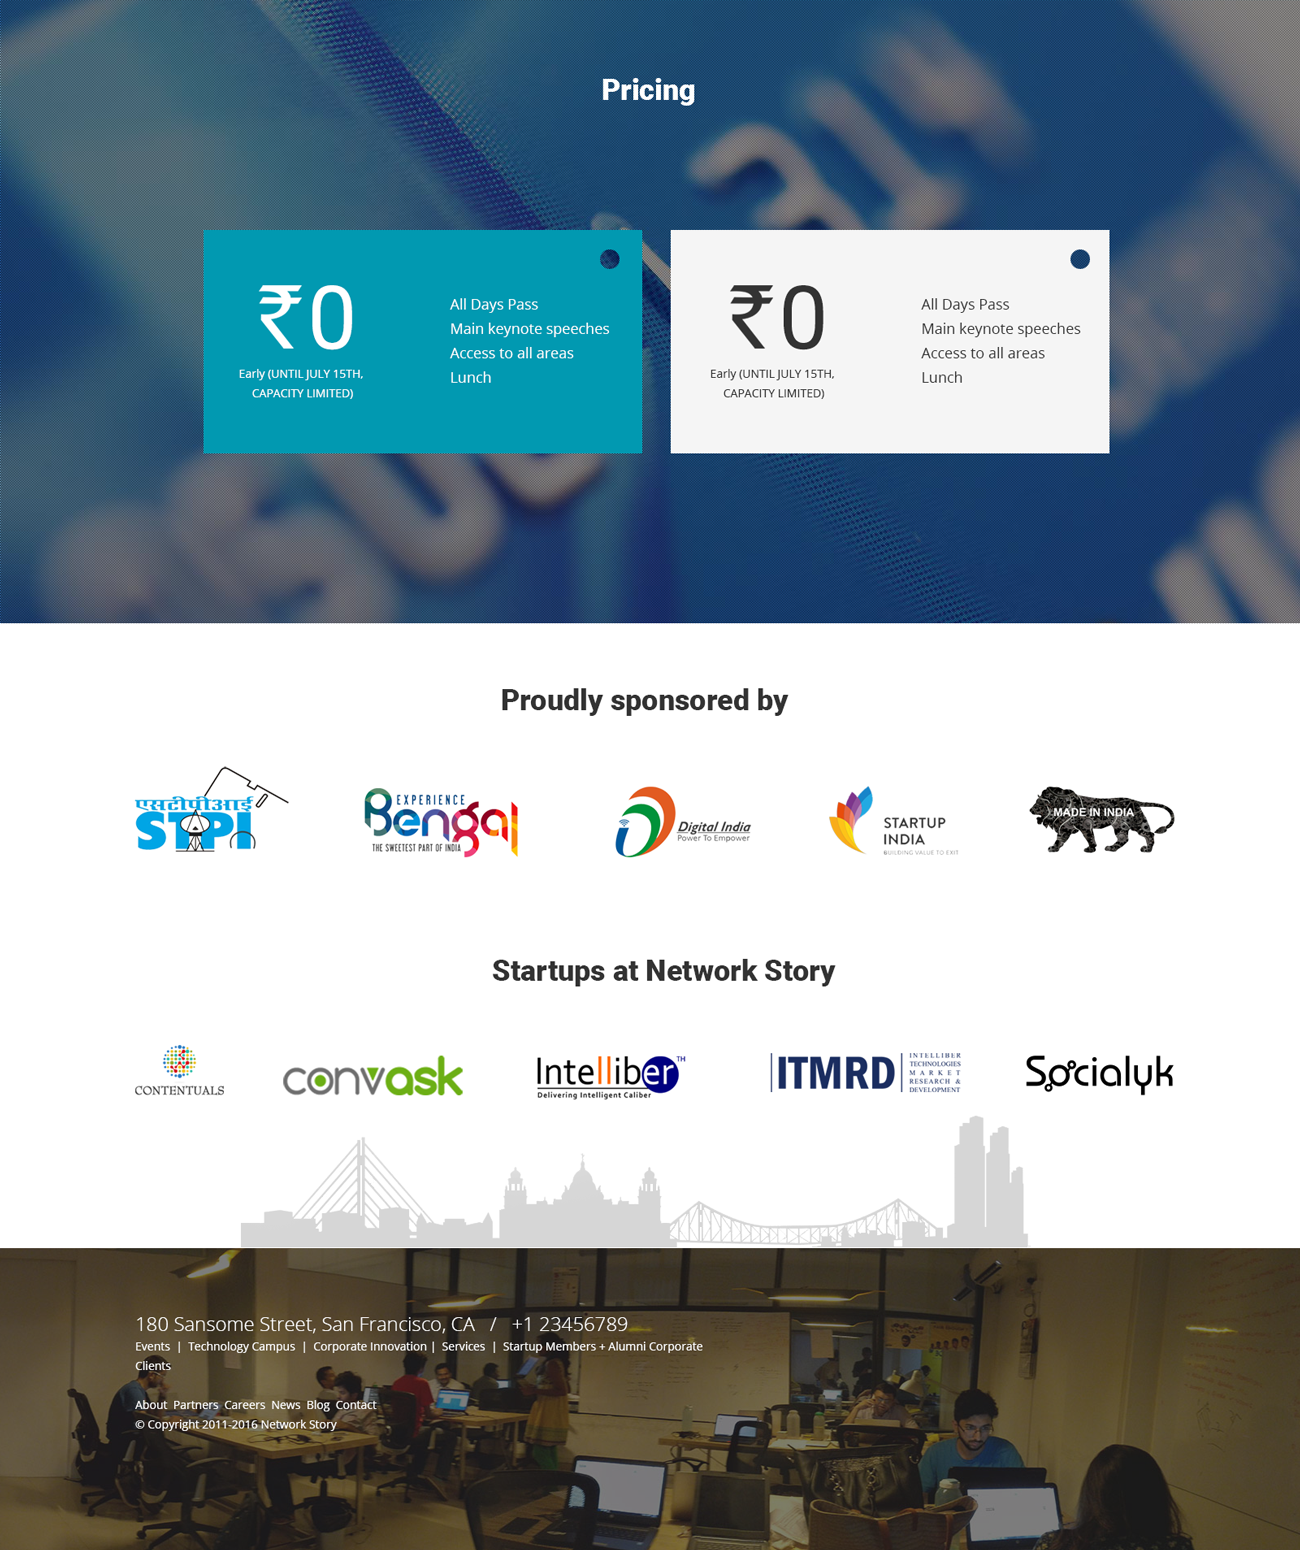 Pricing
₹0
Early (UNTIL JULY 15TH,
CAPACITY LIMITED)
All Days Pass
Main keynote speeches
Access to all areas
Lunch
₹0
Early (UNTIL JULY 15TH,
CAPACITY LIMITED)
All Days Pass
Main keynote speeches
Access to all areas
Lunch
Proudly sponsored by
एसटीपीआई
STPI
EXPERIENCE
Bengal
THE SWEETEST PART OF INDIA
Digital India
Power To Empower
STARTUP
INDIA
BUILDING VALUE TO EXIT
MADE IN INDIA
Startups at Network Story
CONTENTUALS
convask
Intelliber TM
Delivering Intelligent Caliber
ITMRD
INTELLIBER
TECHNOLOGIES
MARKET
RESEARCH &
DEVELOPMENT
Socialyk
180 Sansome Street, San Francisco, CA / +1 23456789
Events | Technology Campus | Corporate Innovation | Services | Startup Members + Alumni Corporate
Clients
About Partners Careers News Blog Contact
© Copyright 2011-2016 Network Story